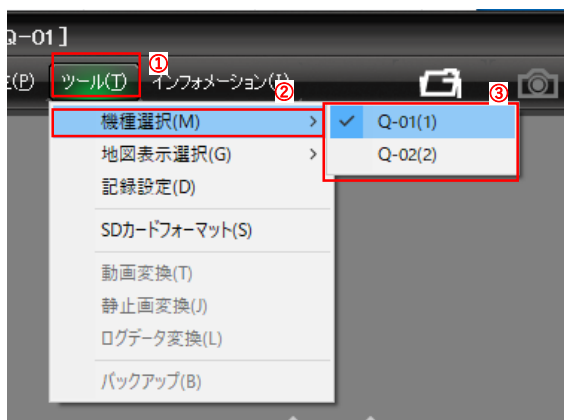 Q-01]
(P) ツール(T) ① インフォメーション(I)
② ③
機種選択(M) > ✓ Q-01(1)
地図表示選択(G) > Q-02(2)
記録設定(D)
SDカードフォーマット(S)
動画変換(T)
静止画変換(J)
ログデータ変換(L)
バックアップ(B)